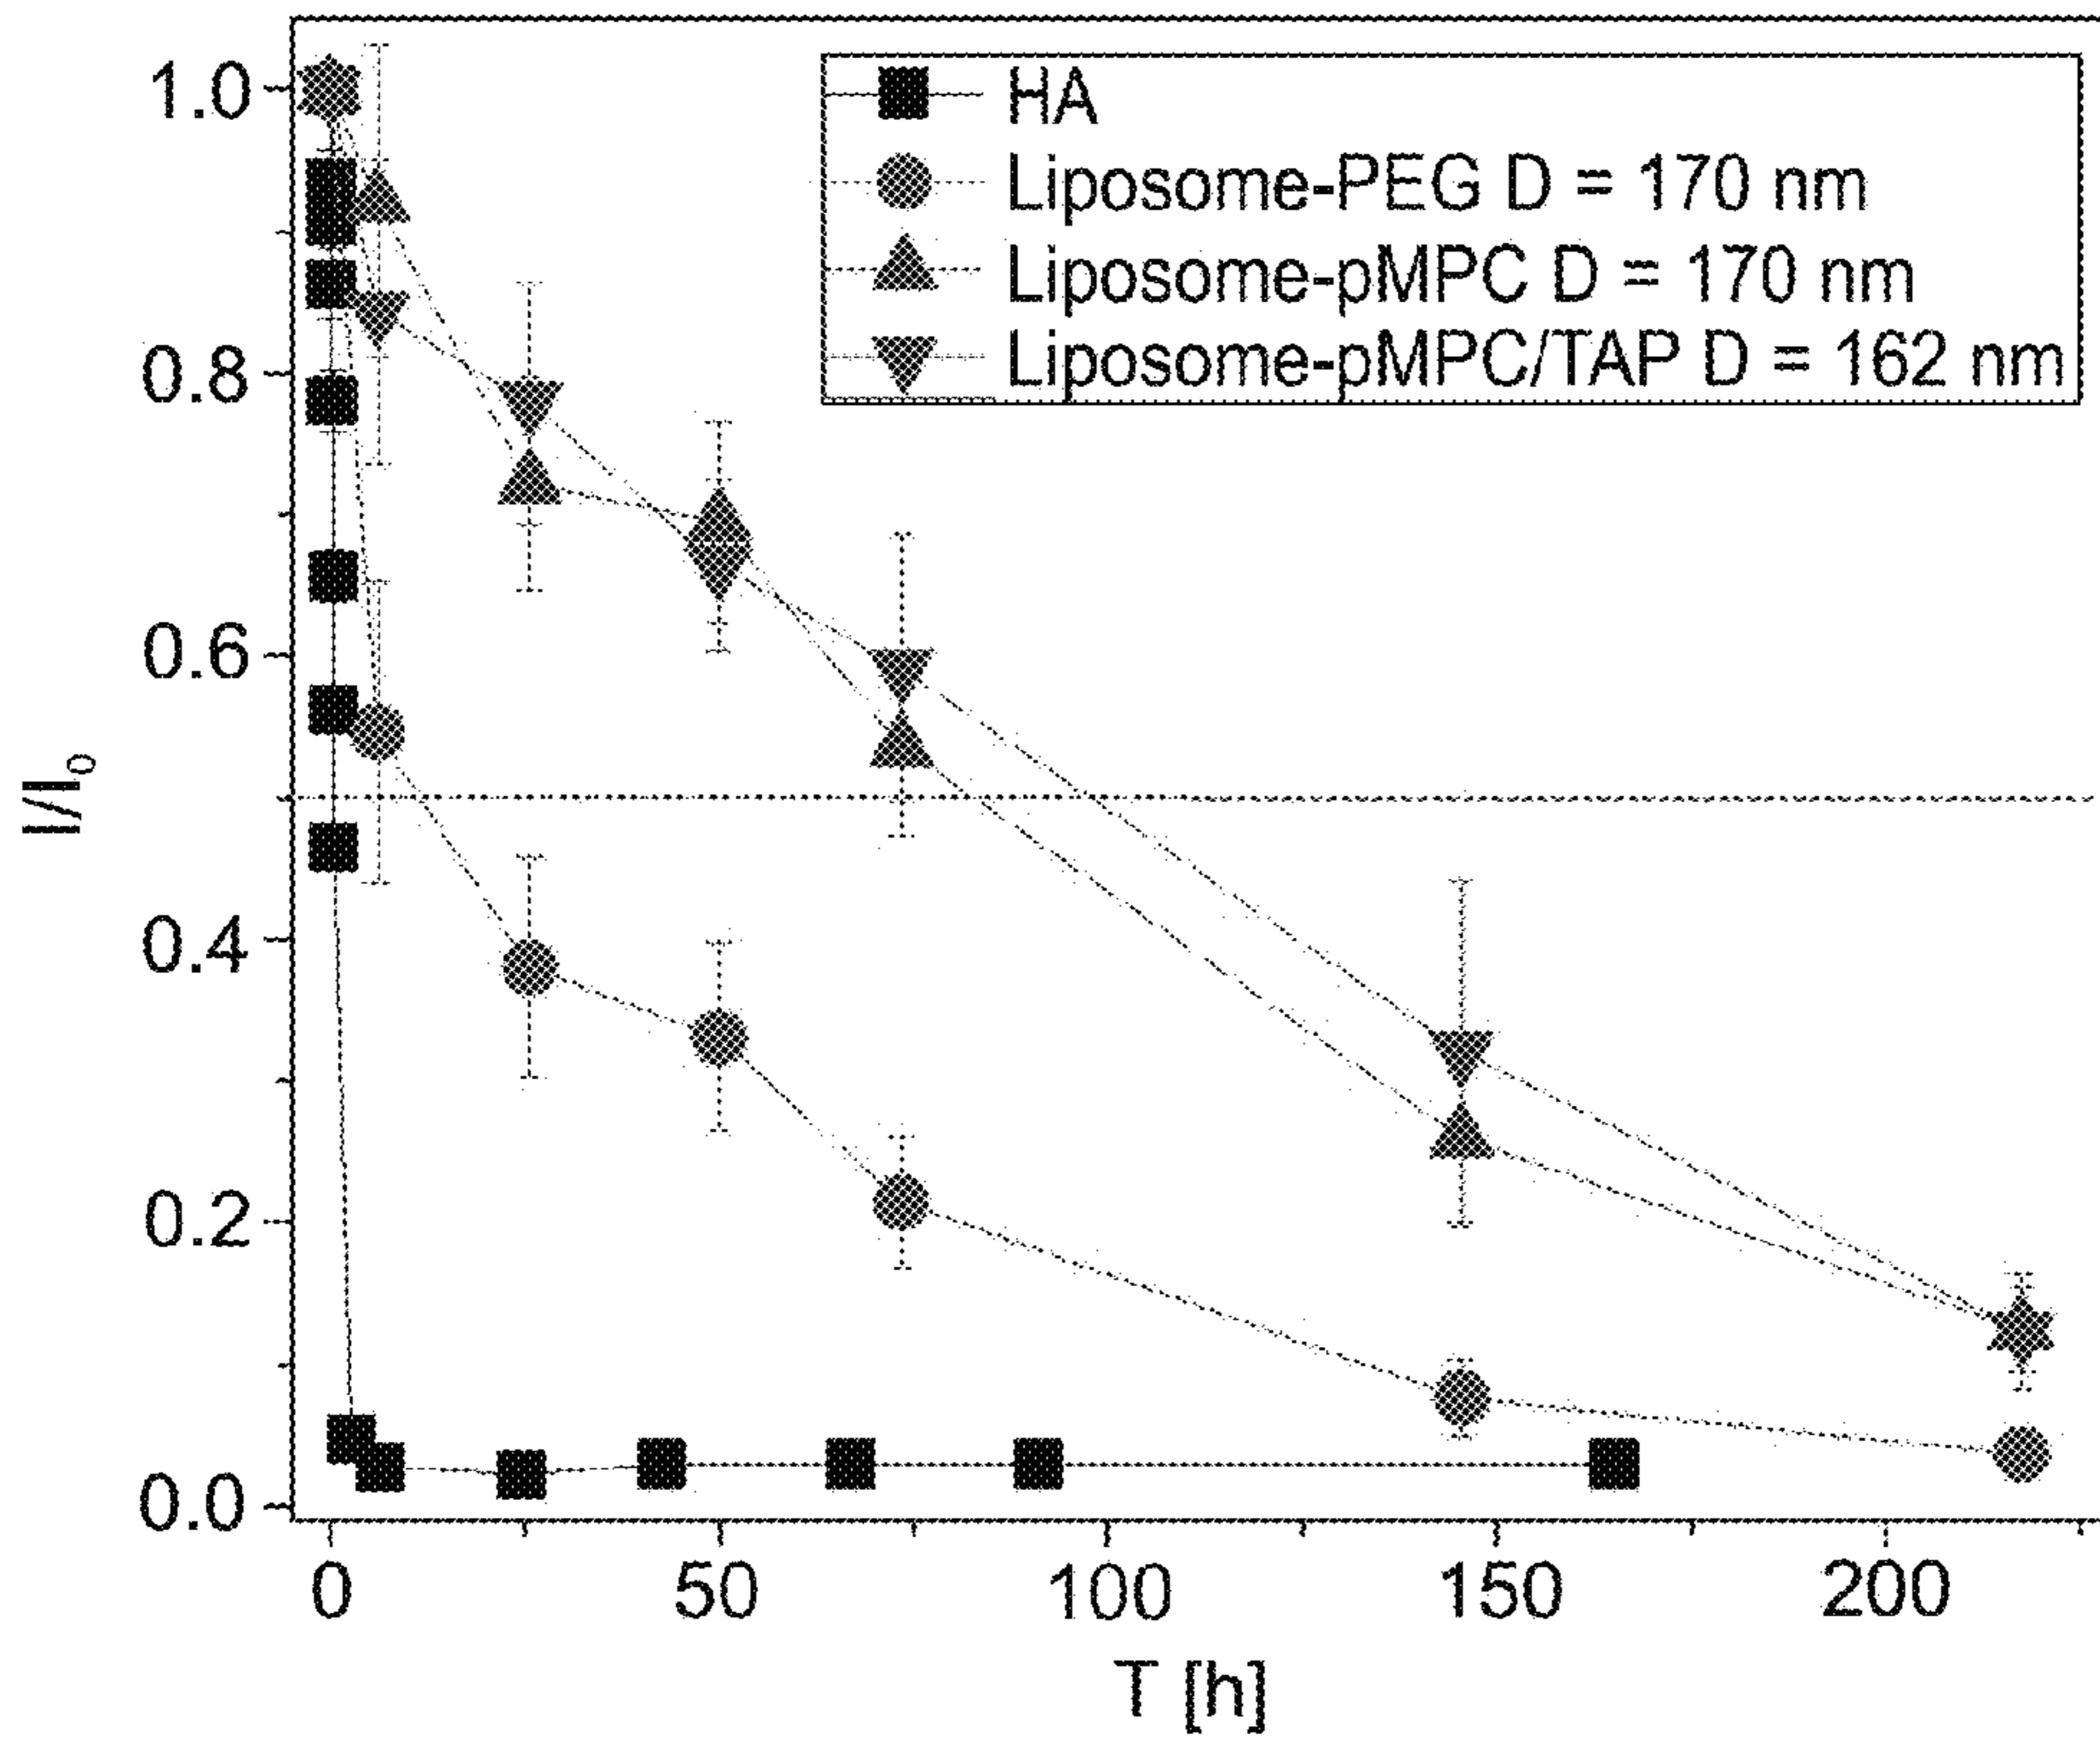 HA
Liposome-PEG D = 170 nm
Liposome-pMPC D = 170 nm
Liposome-pMPC/TAP D = 162 nm
I/I₀
1.0
0.8
0.6
0.4
0.2
0.0
0 50 100 150 200
T [h]